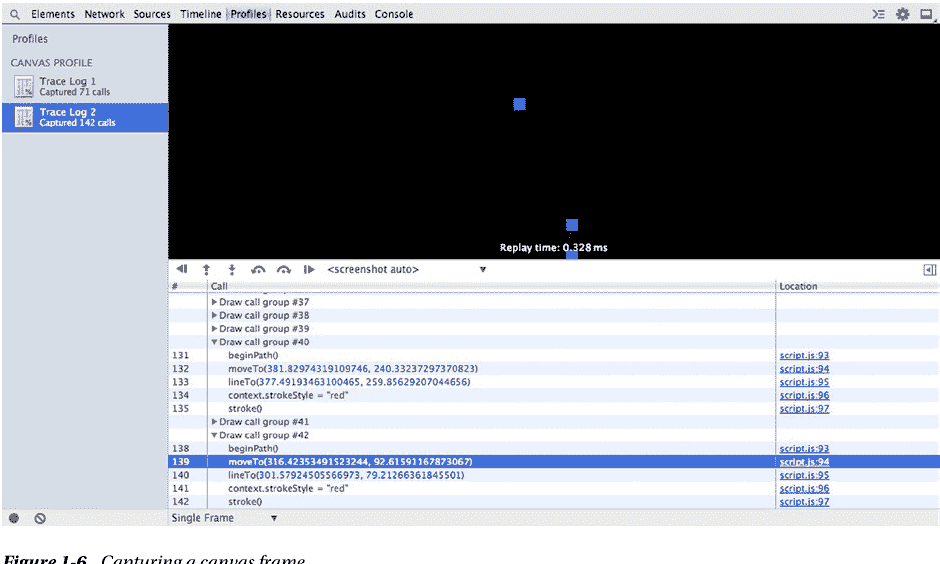 Elements Network Sources Timeline Profiles Resources Audits Console
Profiles
CANVAS PROFILE
Trace Log 1
Captured 71 calls
Trace Log 2
Captured 142 calls
Replay time: 0.328 ms
<screenshot auto>
# Call Location
Draw call group #37
Draw call group #38
Draw call group #39
Draw call group #40
131 beginPath() script.js:93
132 moveTo(381.82974319109746, 240.33237297370823) script.js:94
133 lineTo(377.49193463100465, 259.85629207044656) script.js:95
134 context.strokeStyle = "red" script.js:96
135 stroke() script.js:97
Draw call group #41
Draw call group #42
138 beginPath() script.js:93
139 moveTo(316.42353491523244, 92.61591167873067) script.js:94
140 lineTo(301.57924505566973, 79.21266361845501) script.js:95
141 context.strokeStyle = "red" script.js:96
142 stroke() script.js:97
Single Frame
Figure 1-6. Capturing a canvas frame